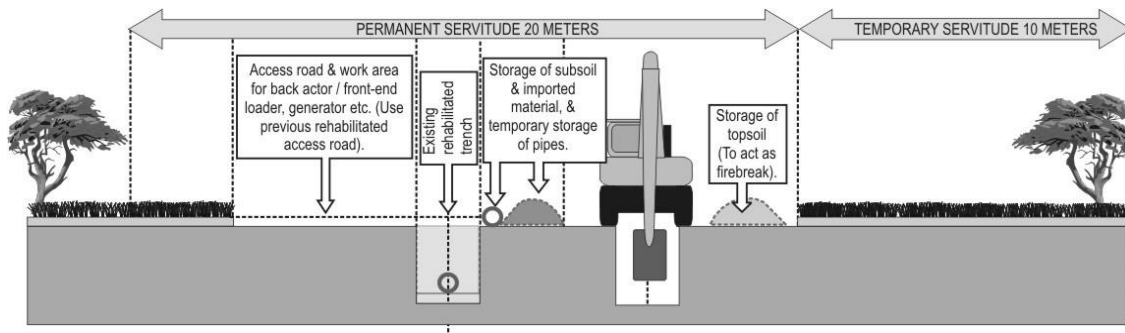 PERMANENT SERVITUDE 20 METERS
TEMPORARY SERVITUDE 10 METERS
Access road & work area
for back actor / front-end
loader, generator etc. (Use
previous rehabilitated
access road).
Existing
rehabilitated
trench
Storage of subsoil
& imported
material, &
temporary storage
of pipes.
Storage of
topsoil
(To act as
firebreak).